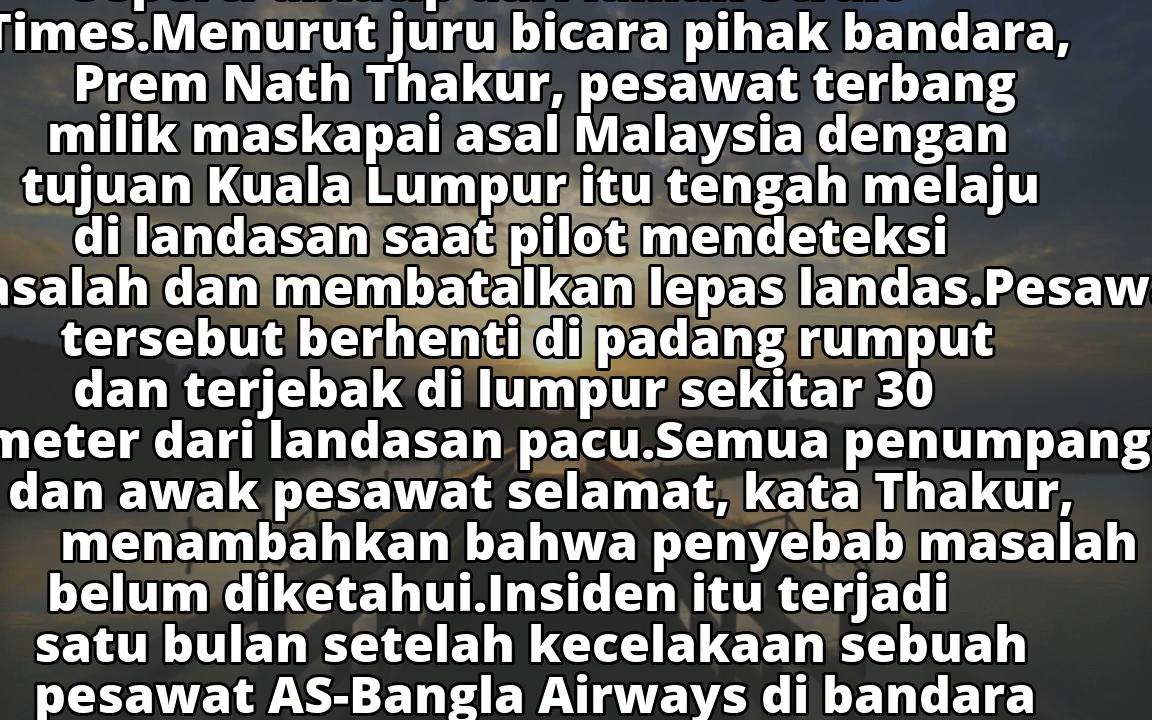 Times.Menurut juru bicara pihak bandara,
Prem Nath Thakur, pesawat terbang
milik maskapai asal Malaysia dengan
tujuan Kuala Lumpur itu tengah melaju
di landasan saat pilot mendeteksi
asalah dan membatalkan lepas landas.Pesawa
tersebut berhenti di padang rumput
dan terjebak di lumpur sekitar 30
meter dari landasan pacu.Semua penumpang
dan awak pesawat selamat, kata Thakur,
menambahkan bahwa penyebab masalah
belum diketahui.Insiden itu terjadi
satu bulan setelah kecelakaan sebuah
pesawat AS-Bangla Airways di bandara